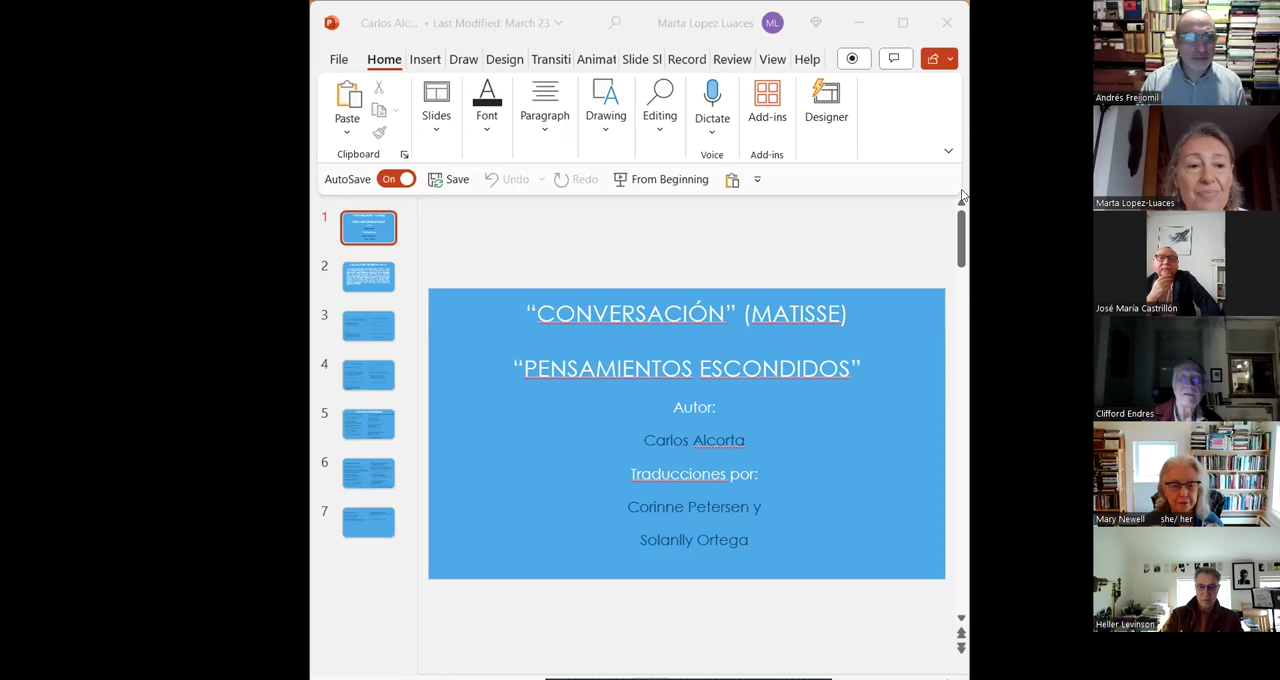 Carlos Alc... • Last Modified: March 23
Marta Lopez Luaces
ML
File Home Insert Draw Design Transiti Animat Slide Sl Record Review View Help
Paste
Slides
Font
Paragraph
Drawing
Editing
Dictate
Add-ins
Designer
Clipboard
Voice
Add-ins
AutoSave On Save Undo Redo From Beginning
1
2
3
4
5
6
7
“CONVERSACIÓN” (MATISSE)
“PENSAMIENTOS ESCONDIDOS”
Autor:
Carlos Alcorta
Traducciones por:
Corinne Petersen y
Solanlly Ortega
Andrés Freijomil
Marta Lopez-Luaces
José María Castrillón
Clifford Endres
Mary Newell she/ her
Heller Levinson